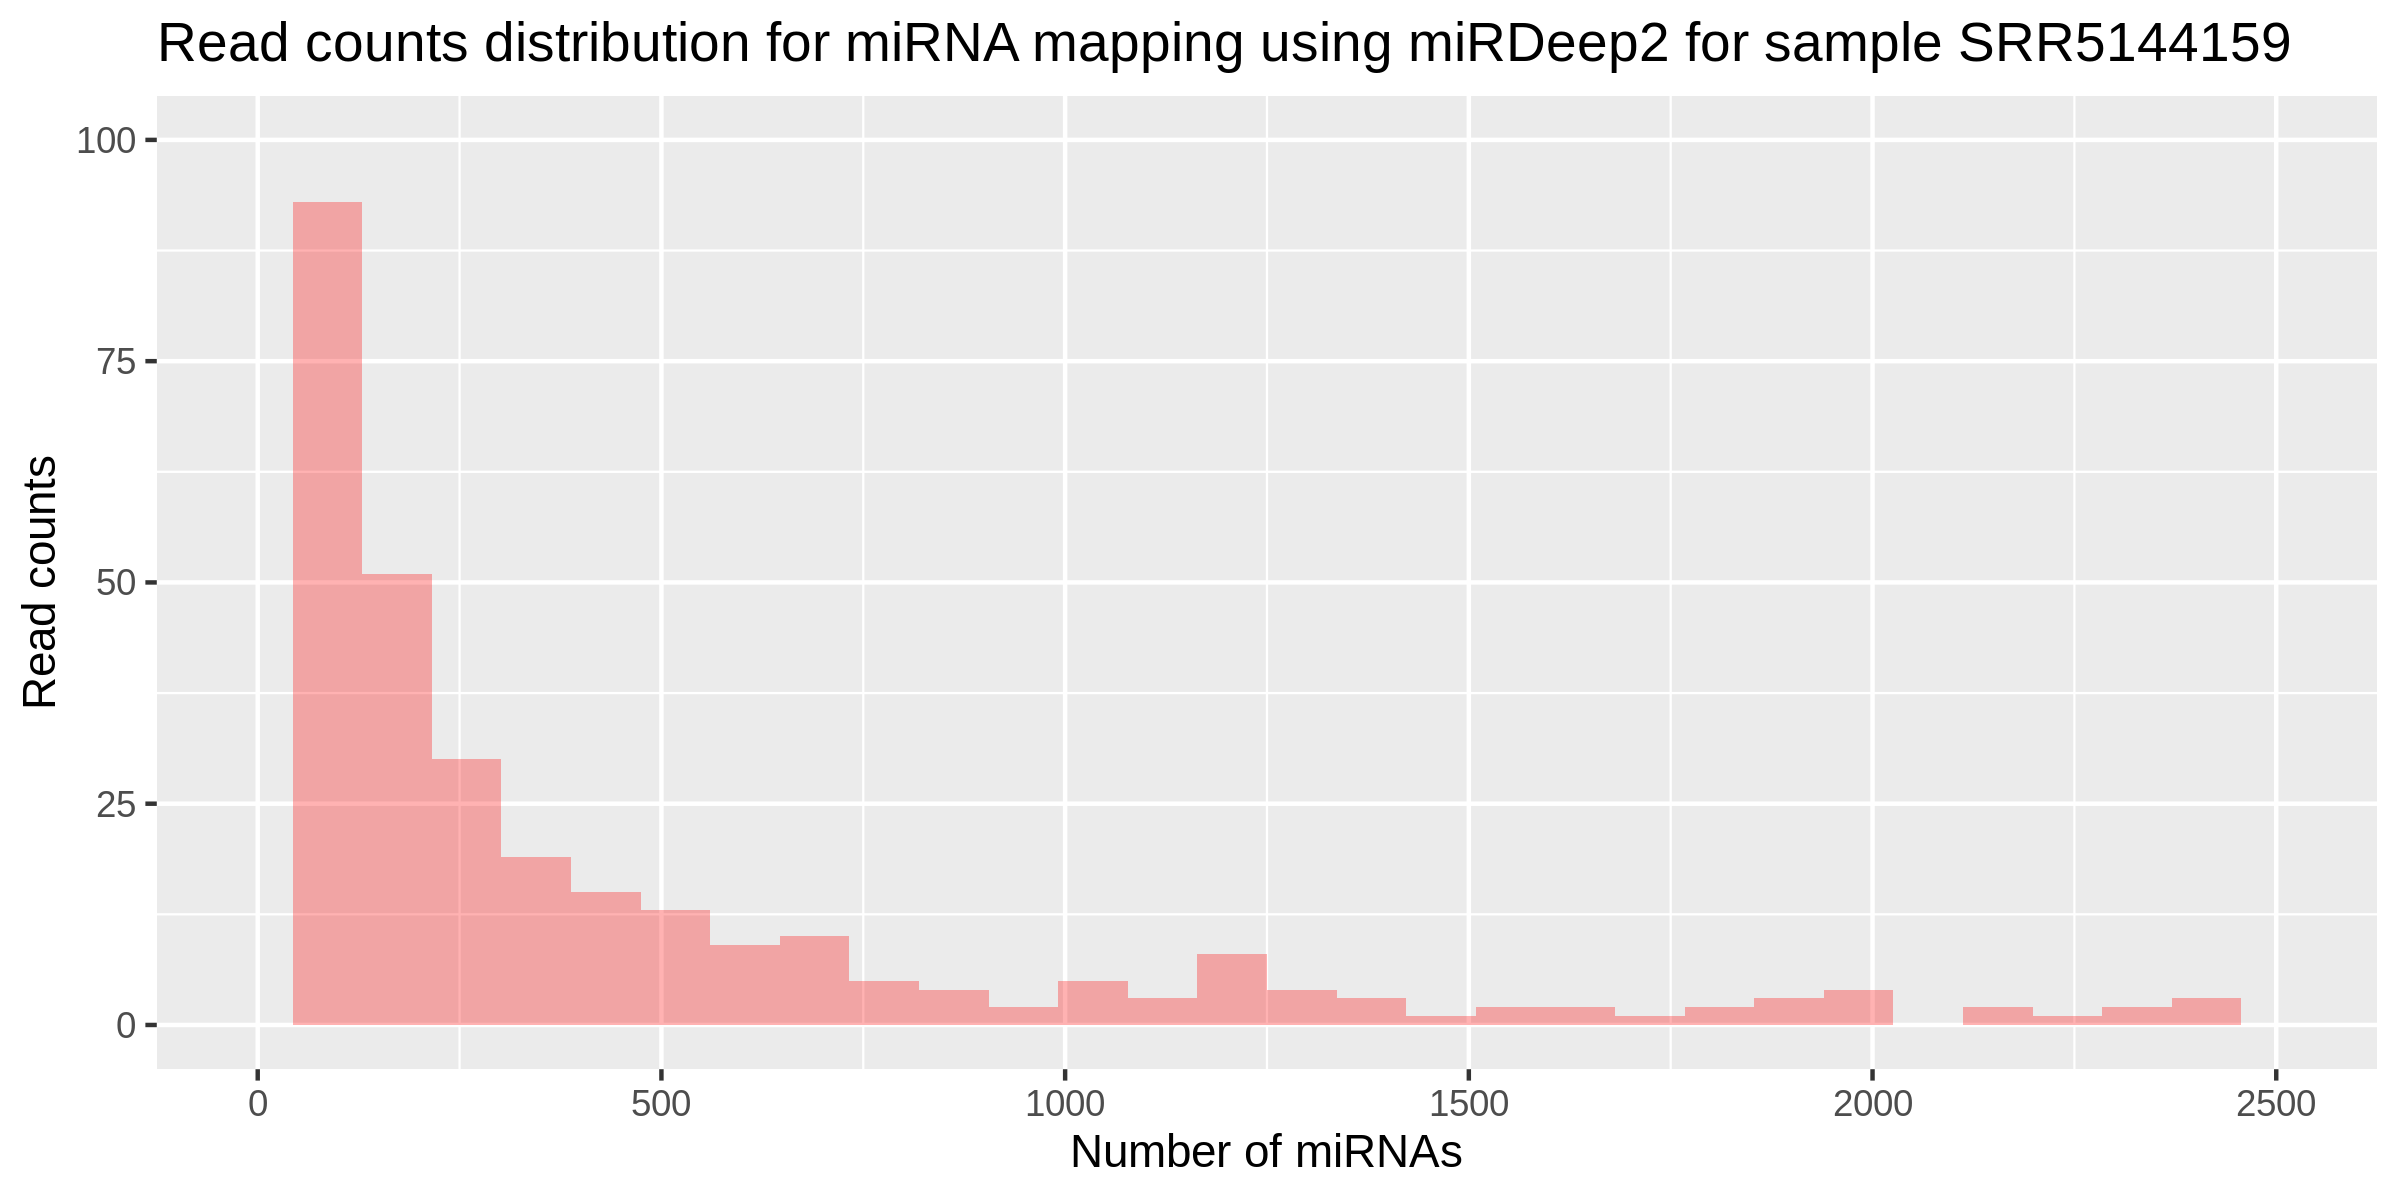 Read counts distribution for miRNA mapping using miRDeep2 for sample SRR5144159
100
75
50
25
0
Read counts
0 500 1000 1500 2000 2500
Number of miRNAs